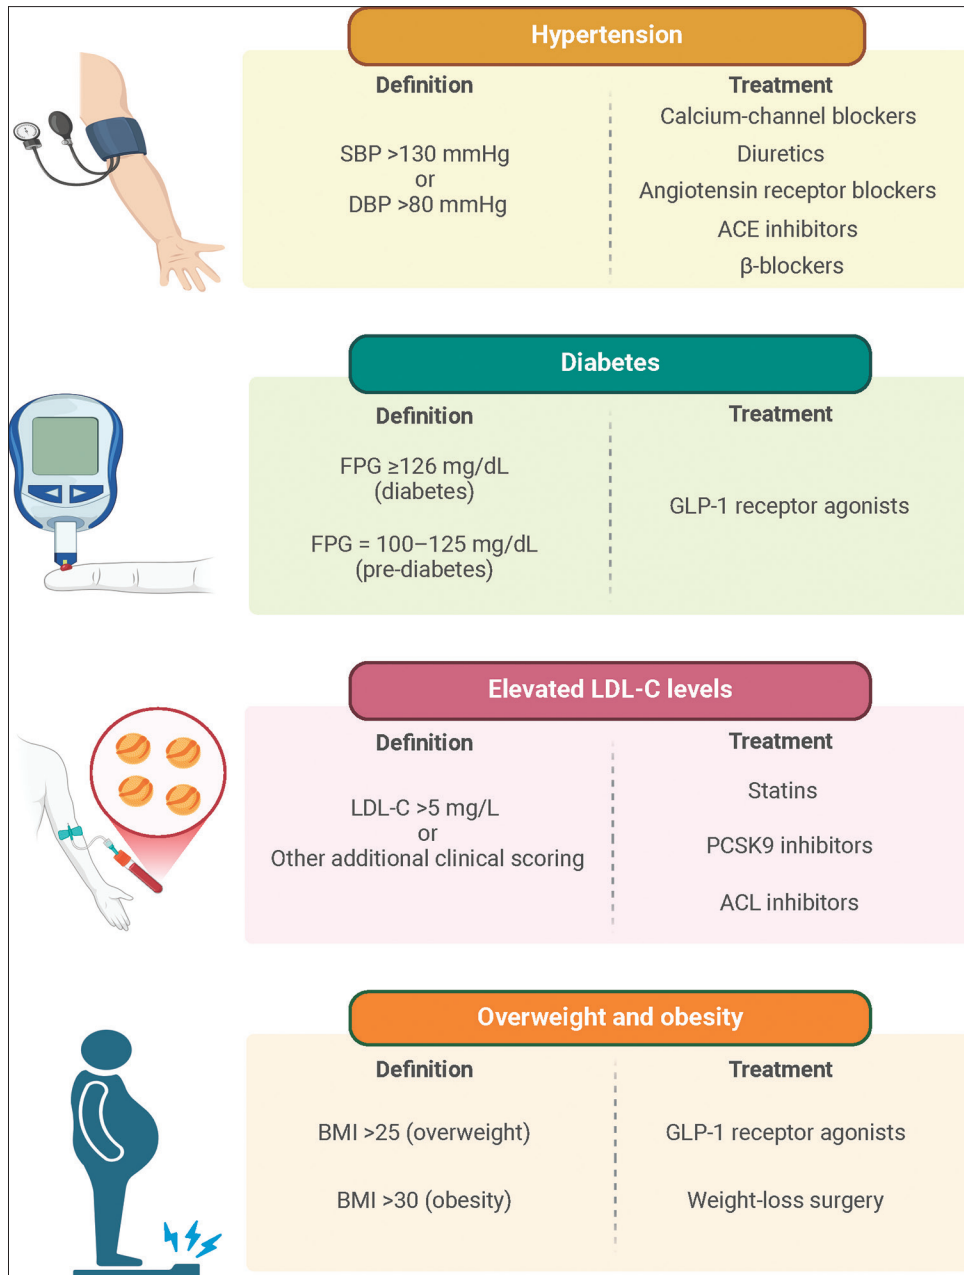 Hypertension
Definition
SBP >130 mmHg
or
DBP >80 mmHg
Treatment
Calcium-channel blockers
Diuretics
Angiotensin receptor blockers
ACE inhibitors
β-blockers
Diabetes
Definition
FPG ≥126 mg/dL
(diabetes)
FPG = 100–125 mg/dL
(pre-diabetes)
Treatment
GLP-1 receptor agonists
Elevated LDL-C levels
Definition
LDL-C >5 mg/L
or
Other additional clinical scoring
Treatment
Statins
PCSK9 inhibitors
ACL inhibitors
Overweight and obesity
Definition
BMI >25 (overweight)
BMI >30 (obesity)
Treatment
GLP-1 receptor agonists
Weight-loss surgery